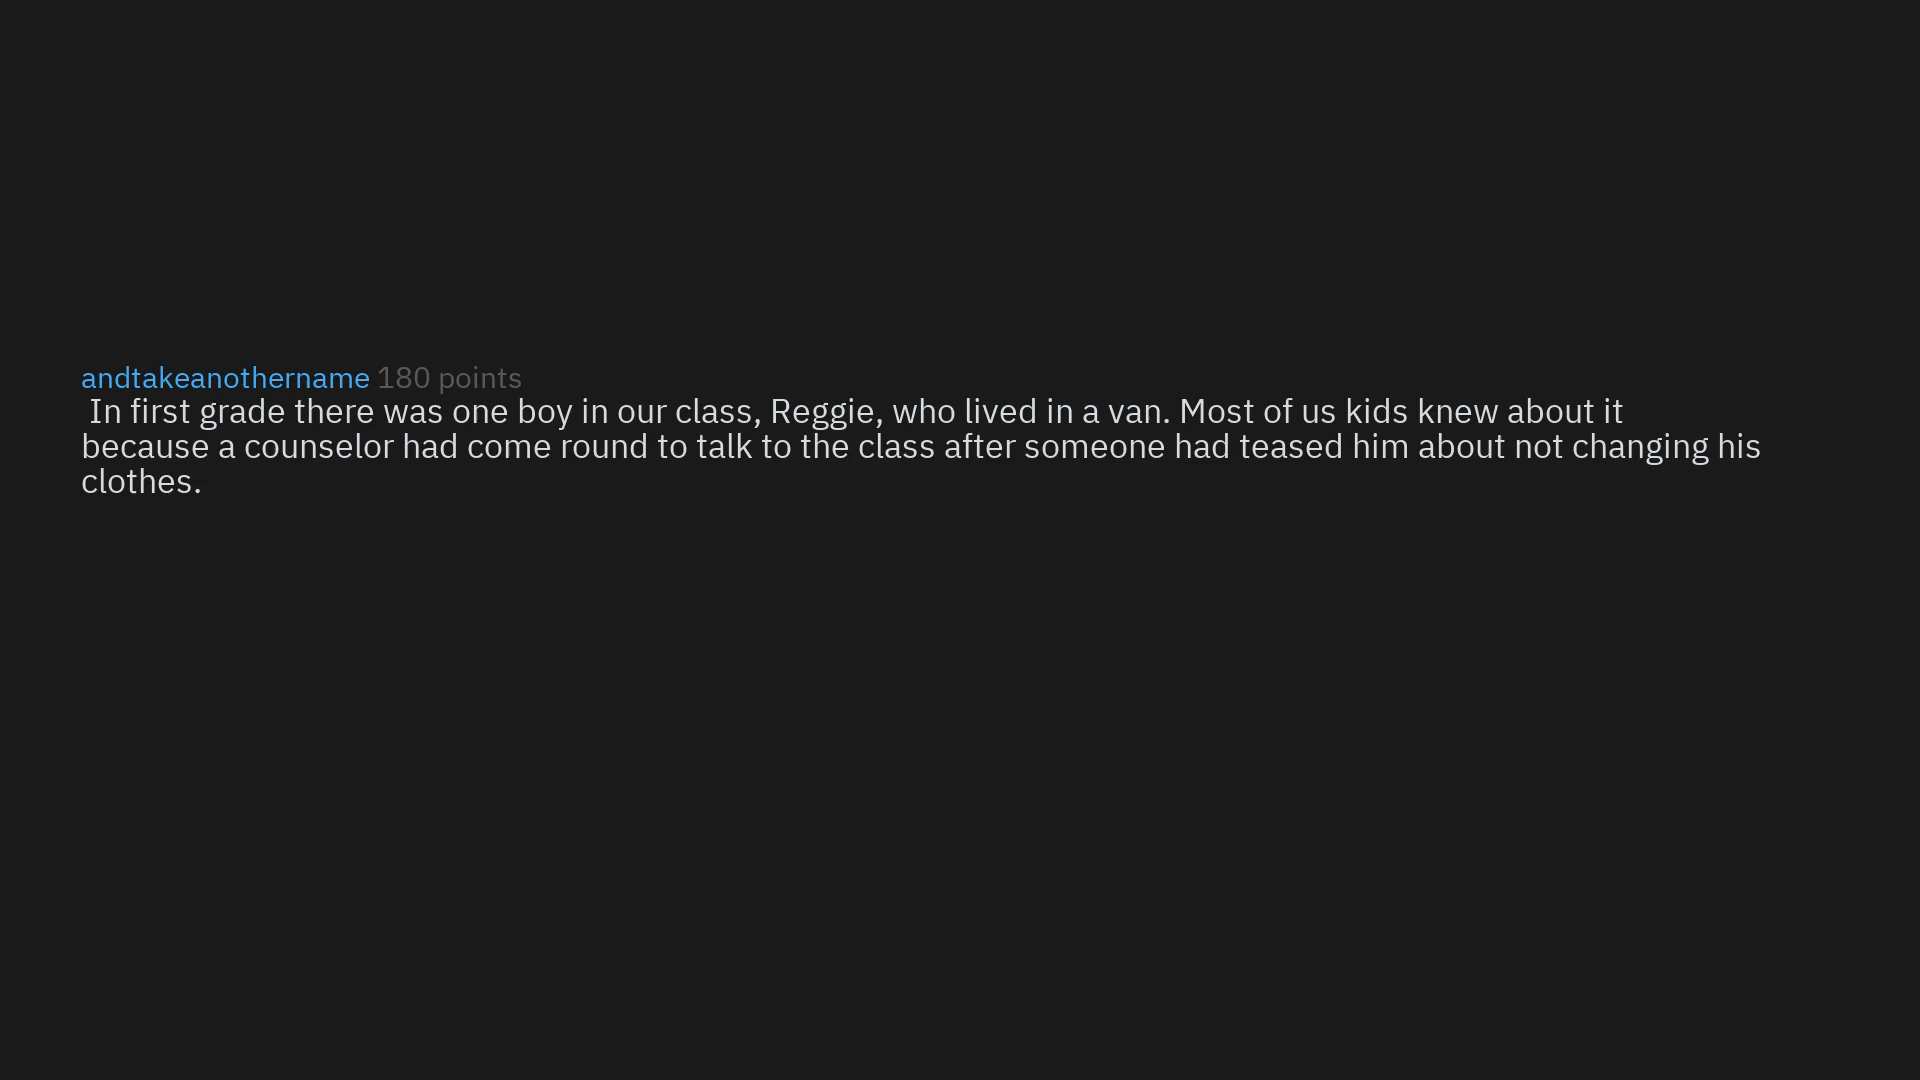 andtakeanothername 180 points
In first grade there was one boy in our class, Reggie, who lived in a van. Most of us kids knew about it
because a counselor had come round to talk to the class after someone had teased him about not changing his
clothes.